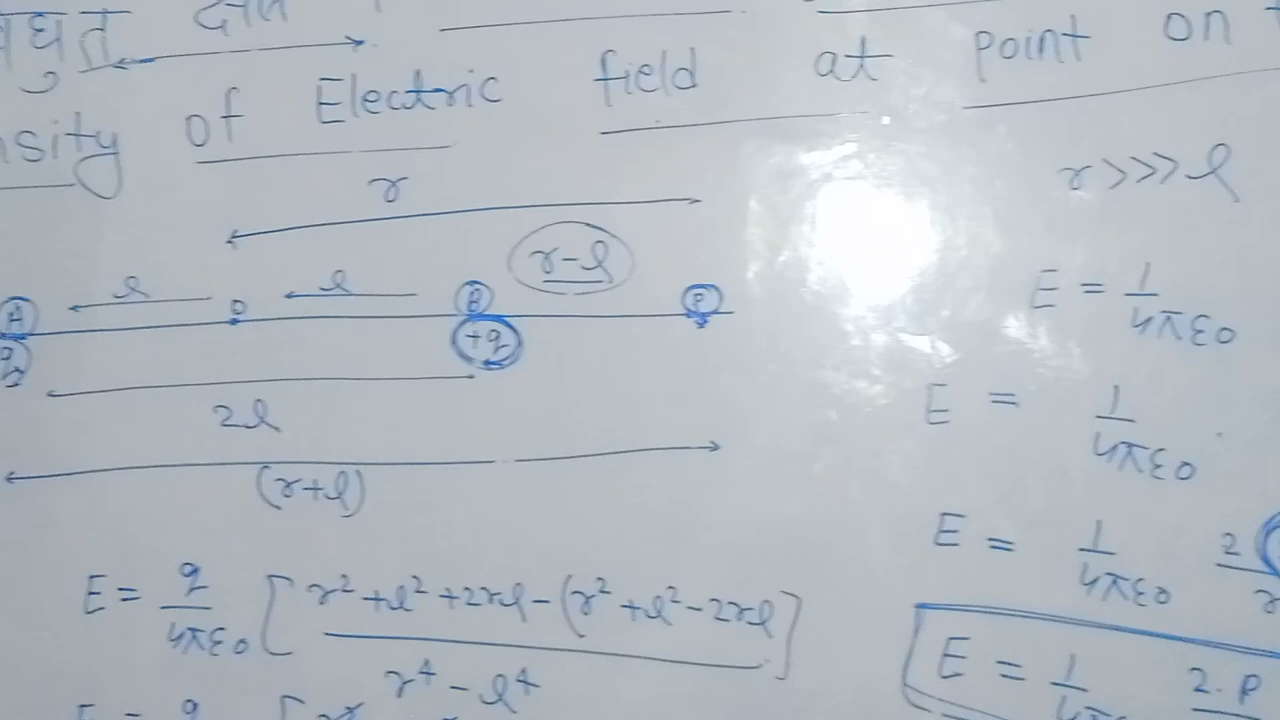 of Electric field at point on
r
r>>>l
l l r-l
A o B P
+q
2l
(r+l)
E = 1/4πε0
E = 1/4πε0
E = 1/4πε0 2
E = q/4πε0 [r²+l²+2rl-(r²+l²-2rl]/r⁴-l⁴
E = 1 2.P